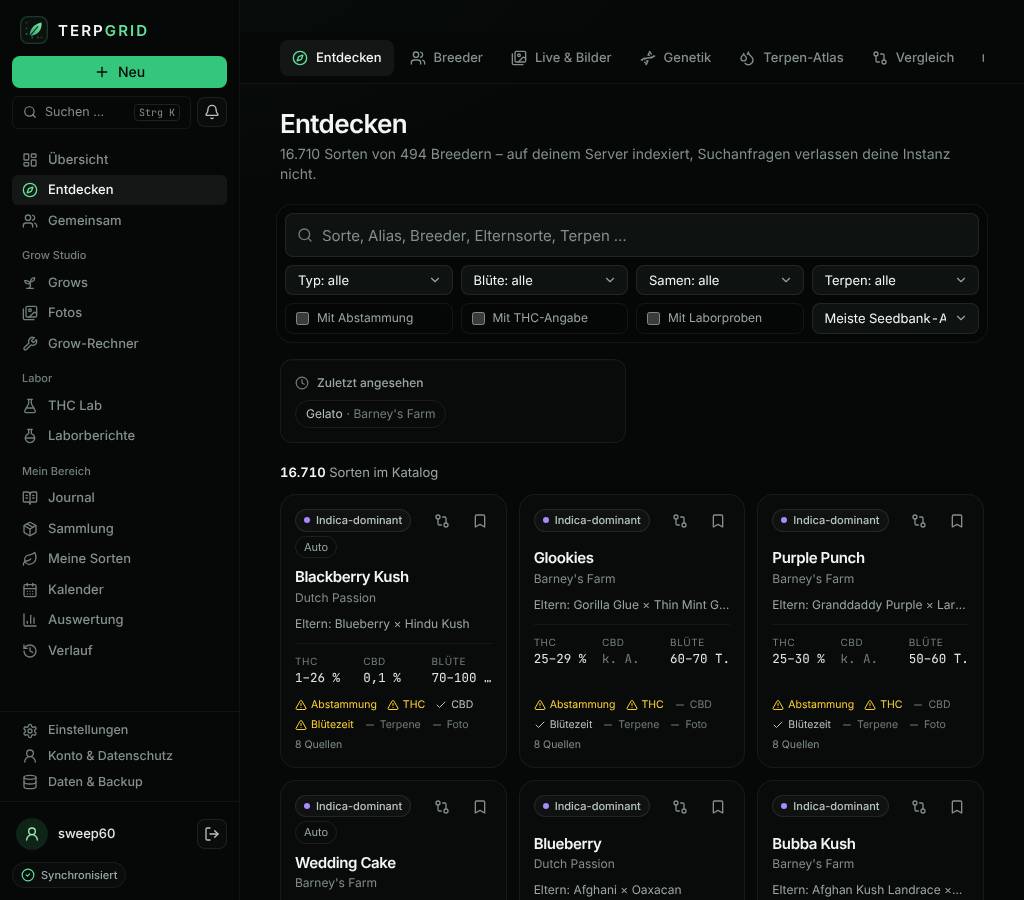 TERPGRID
Neu
Suchen ... Strg K
Übersicht
Entdecken
Gemeinsam
Grow Studio
Grows
Fotos
Grow-Rechner
Labor
THC Lab
Laborberichte
Mein Bereich
Journal
Sammlung
Meine Sorten
Kalender
Auswertung
Verlauf
Einstellungen
Konto & Datenschutz
Daten & Backup
sweep60
Synchronisiert
Entdecken Breeder Live & Bilder Genetik Terpen-Atlas Vergleich
Entdecken
16.710 Sorten von 494 Breedern – auf deinem Server indexiert, Suchanfragen verlassen deine Instanz
nicht.
Sorte, Alias, Breeder, Elternsorte, Terpen ...
Typ: alle Blüte: alle Samen: alle Terpen: alle
Mit Abstammung Mit THC-Angabe Mit Laborproben Meiste Seedbank-A
Zuletzt angesehen
Gelato · Barney's Farm
16.710 Sorten im Katalog
Indica-dominant
Auto
Blackberry Kush
Dutch Passion
Eltern: Blueberry × Hindu Kush
THC CBD BLÜTE
1–26 % 0,1 % 70–100 …
Abstammung THC CBD
Blütezeit — Terpene — Foto
8 Quellen
Indica-dominant
Glookies
Barney's Farm
Eltern: Gorilla Glue × Thin Mint G…
THC CBD BLÜTE
25–29 % k. A. 60–70 T.
Abstammung THC — CBD
Blütezeit — Terpene — Foto
8 Quellen
Indica-dominant
Purple Punch
Barney's Farm
Eltern: Granddaddy Purple × Lar…
THC CBD BLÜTE
25–30 % k. A. 50–60 T.
Abstammung THC — CBD
Blütezeit — Terpene — Foto
8 Quellen
Indica-dominant
Auto
Wedding Cake
Barney's Farm
Indica-dominant
Blueberry
Dutch Passion
Eltern: Afghani × Oaxacan
Indica-dominant
Bubba Kush
Barney's Farm
Eltern: Afghan Kush Landrace ×…